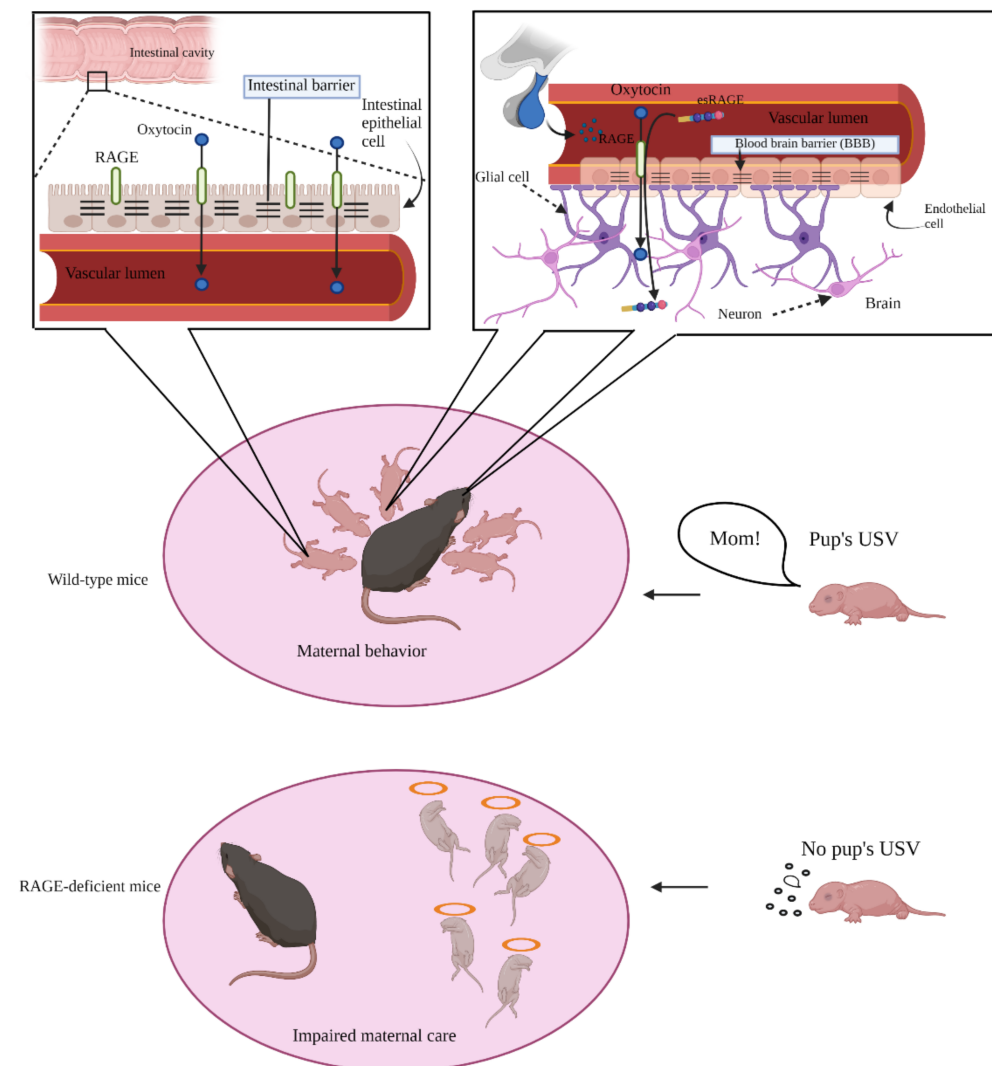 Intestinal cavity
Intestinal barrier
Intestinal
epithelial
cell
Oxytocin
RAGE
Vascular lumen
Oxytocin
esRAGE
Vascular lumen
RAGE
Blood brain barrier (BBB)
Glial cell
Endothelial
cell
Brain
Neuron
Mom!
Pup's USV
Wild-type mice
Maternal behavior
No pup's USV
RAGE-deficient mice
Impaired maternal care